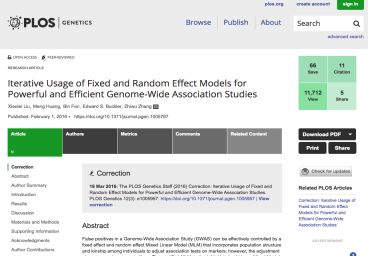 plos.org create account sign in
PLOS | GENETICS
Browse Publish About Search
advanced search
OPEN ACCESS PEER-REVIEWED
RESEARCH ARTICLE
Iterative Usage of Fixed and Random Effect Models for
Powerful and Efficient Genome-Wide Association Studies
Xiaolei Liu, Meng Huang, Bin Fan, Edward S. Buckler, Zhiwu Zhang
Published: February 1, 2016 • https://doi.org/10.1371/journal.pgen.1005767
66 Save
11 Citation
11,712 View
5 Share
Article Authors Metrics Comments Related Content
Download PDF
Print Share
Check for updates
Correction
Abstract
Author Summary
Introduction
Results
Discussion
Materials and Methods
Supporting Information
Acknowledgments
Author Contributions
Correction
18 Mar 2016: The PLOS Genetics Staff (2016) Correction: Iterative Usage of Fixed and
Random Effect Models for Powerful and Efficient Genome-Wide Association Studies.
PLOS Genetics 12(3): e1005957. https://doi.org/10.1371/journal.pgen.1005957 | View
correction
Abstract
False positives in a Genome-Wide Association Study (GWAS) can be effectively controlled by a
fixed effect and random effect Mixed Linear Model (MLM) that incorporates population structure
and kinship among individuals to adjust association tests on markers; however, the adjustment
Related PLOS Articles
Correction: Iterative Usage of
Fixed and Random Effect
Models for Powerful and
Efficient Genome-Wide
Association Studies
ADVERTISEMENT